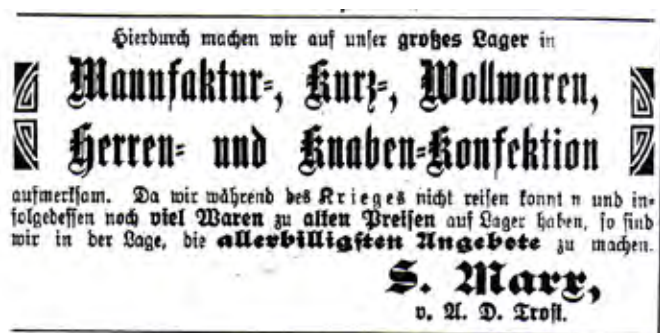 Hierdurch machen wir auf unser großes Lager in
Manufaktur-, Kurz-, Wollwaren,
Herren- und Knaben-Konfektion
aufmerksam. Da wir während des Krieges nicht reisen konnt n und in-
folgedessen noch viel Waren zu alten Preisen auf Lager haben, so sind
wir in der Lage, die allerbilligsten Angebote zu machen.
S. Marx,
v. A. D. Trost.